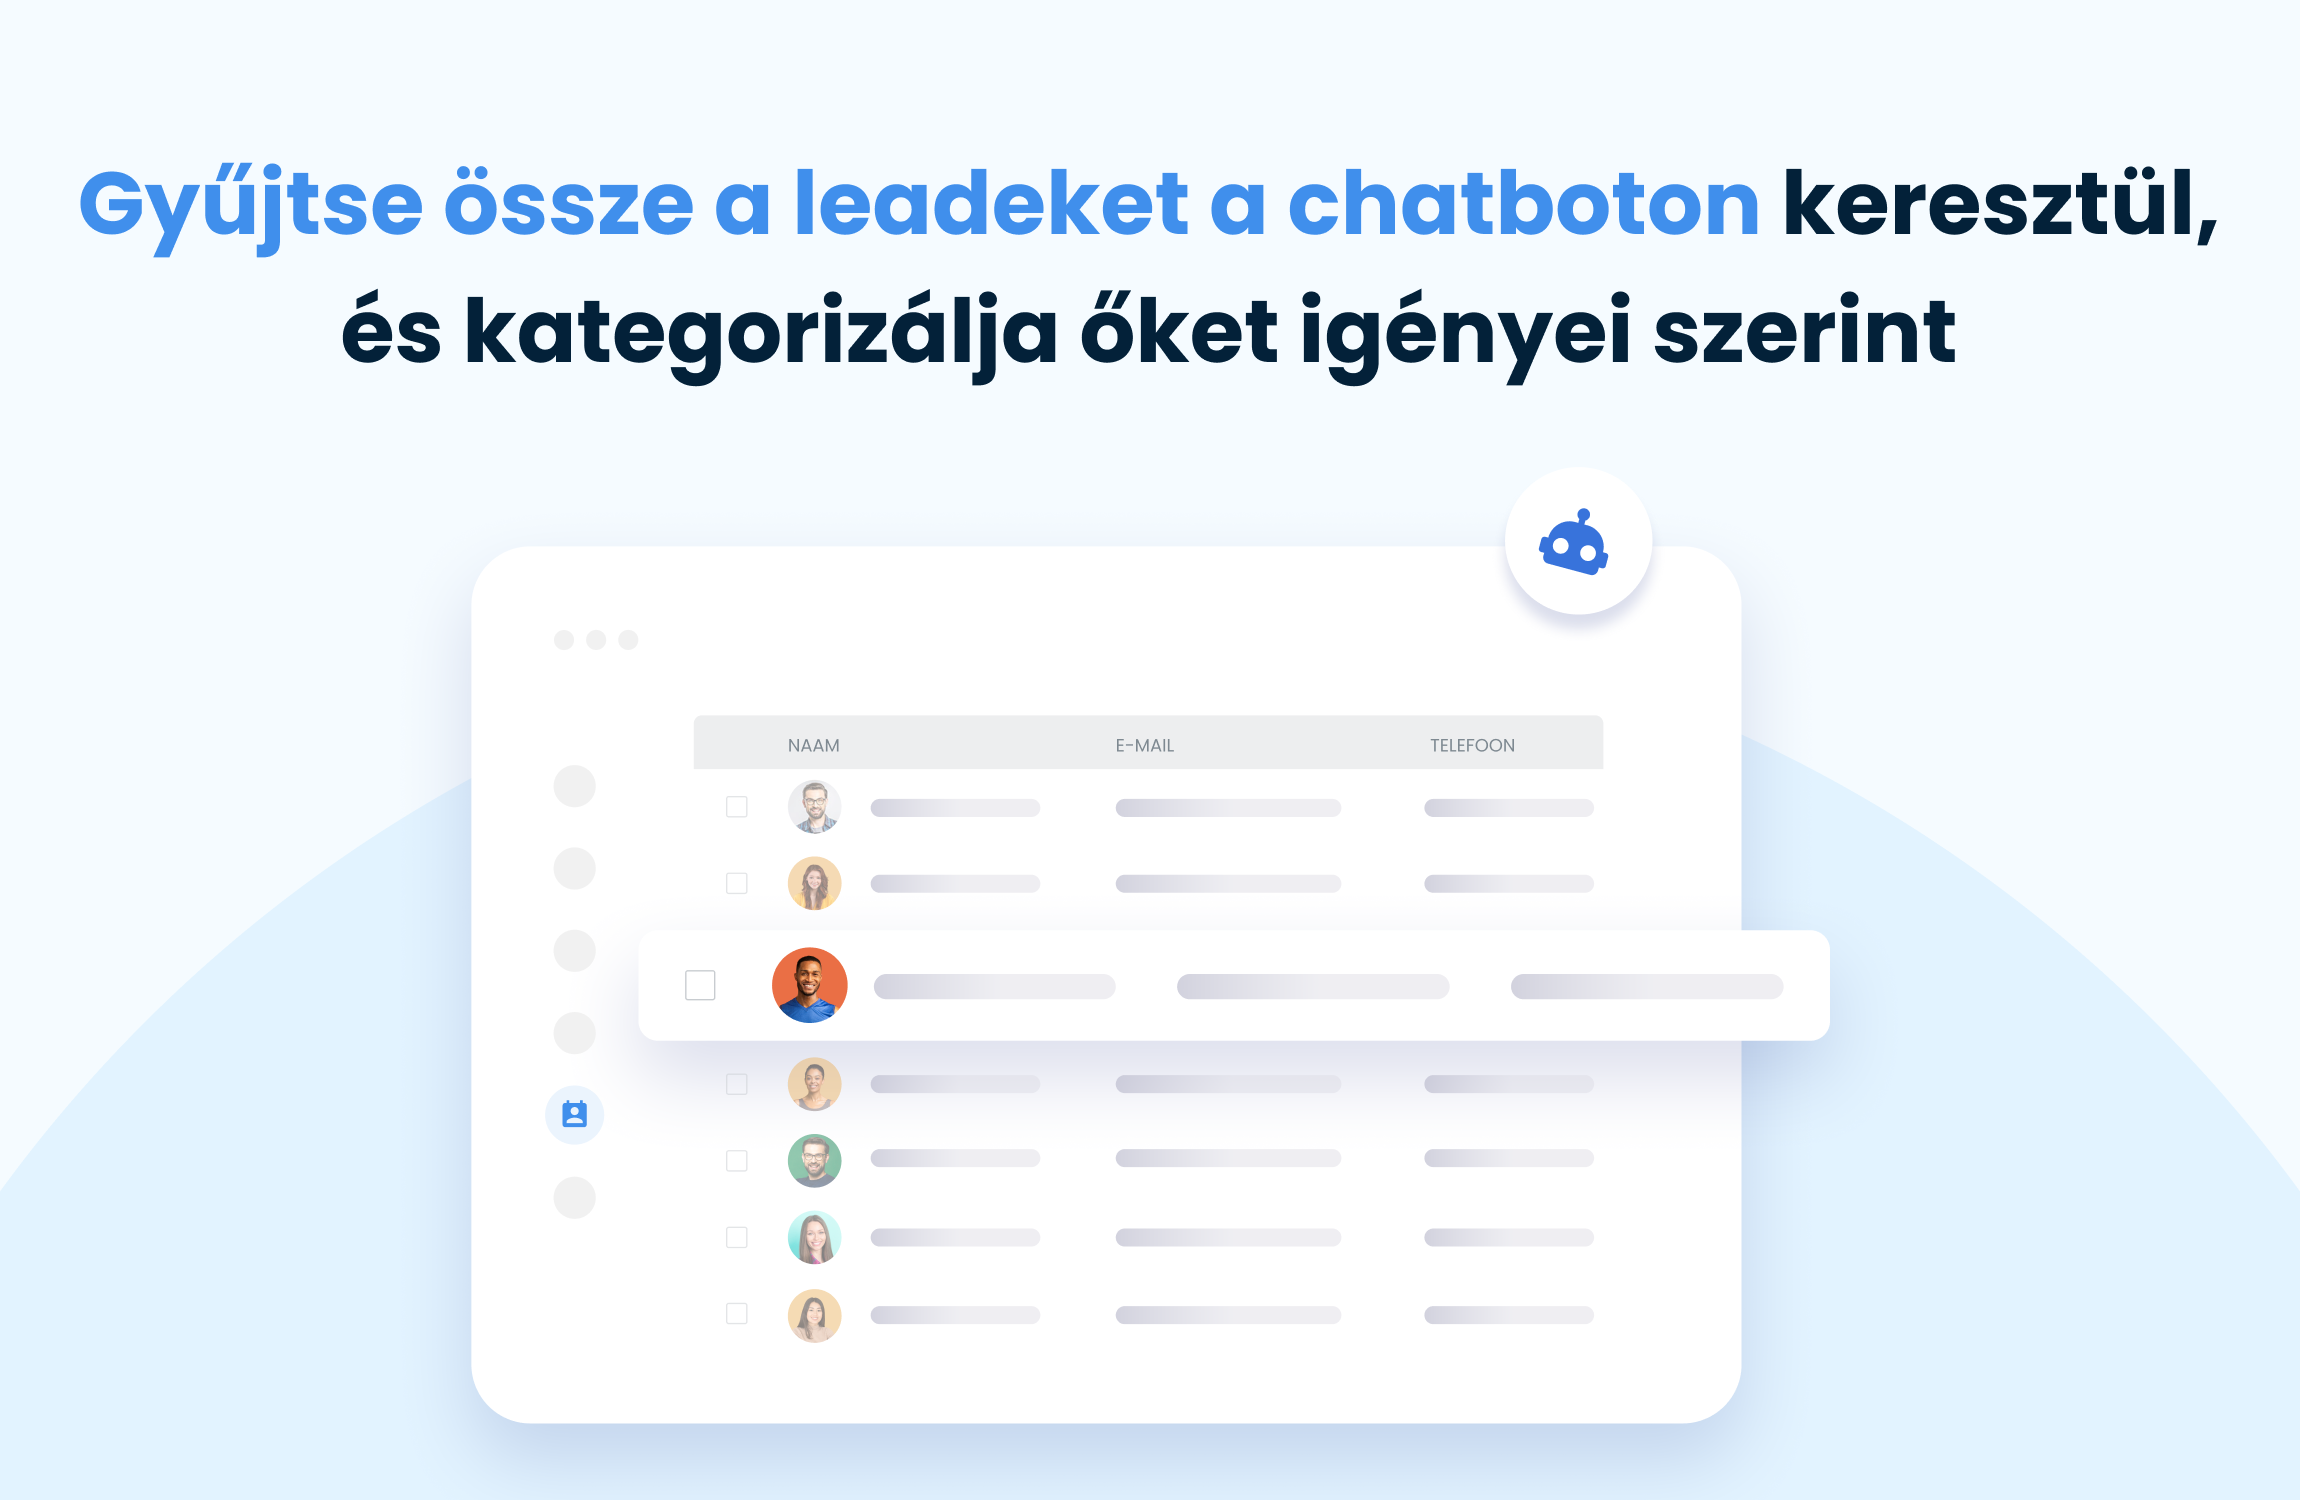 Gyűjtse össze a leadeket a chatboton keresztül,
és kategorizálja őket igényei szerint
NAAM E-MAIL TELEFOON